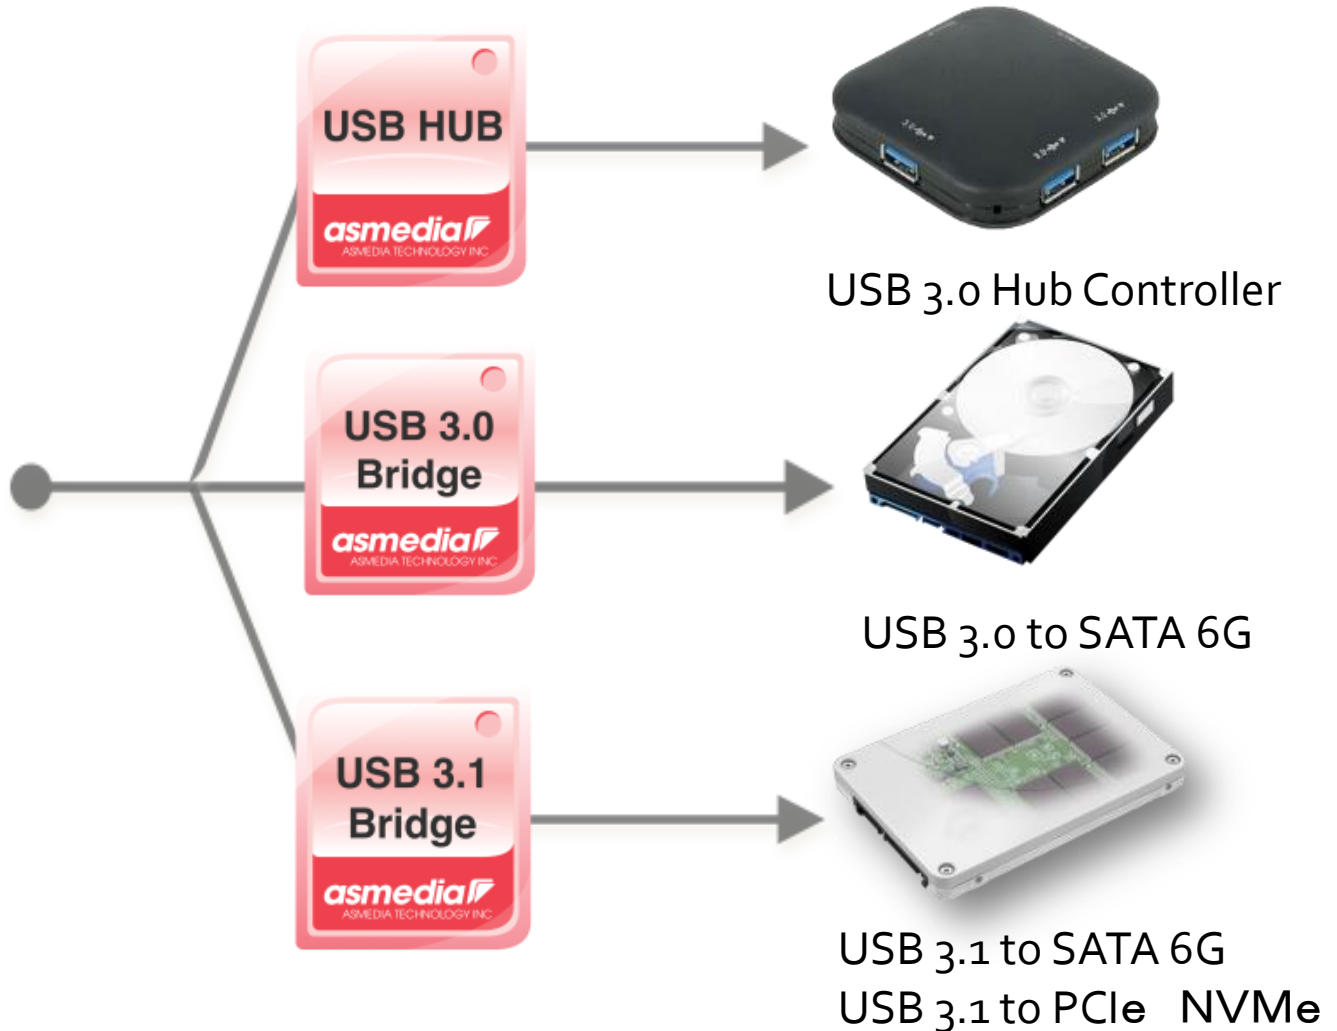 USB HUB
asmedia
ASMEDIA TECHNOLOGY INC
USB 3.0 Hub Controller
USB 3.0
Bridge
asmedia
ASMEDIA TECHNOLOGY INC
USB 3.0 to SATA 6G
USB 3.1
Bridge
asmedia
ASMEDIA TECHNOLOGY INC
USB 3.1 to SATA 6G
USB 3.1 to PCIe NVMe